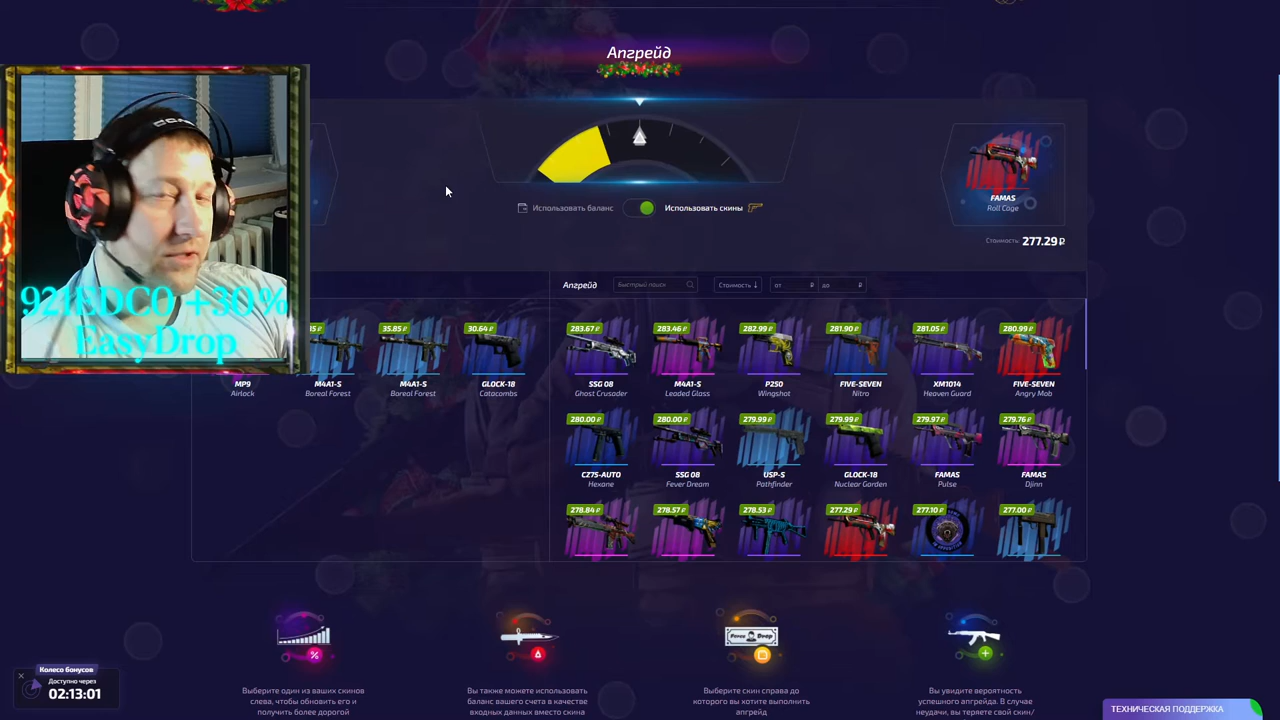 Апгрейд
Использовать баланс
Использовать скины
FAMAS
Roll Cage
Стоимость: 277.29 ₽
921EDC0 +30%
EasyDrop
Апгрейд
Быстрый поиск
Стоимость ↓
от ₽
до ₽
35.85 ₽
30.64 ₽
MP9
Airlock
M4A1-S
Boreal Forest
M4A1-S
Boreal Forest
GLOCK-18
Catacombs
283.67 ₽
283.46 ₽
282.99 ₽
281.90 ₽
281.05 ₽
280.99 ₽
SSG 08
Ghost Crusader
M4A1-S
Leaded Glass
P250
Wingshot
FIVE-SEVEN
Nitro
XM1014
Heaven Guard
FIVE-SEVEN
Angry Mob
280.00 ₽
280.00 ₽
279.99 ₽
279.99 ₽
279.97 ₽
279.76 ₽
CZ75-AUTO
Hexane
SSG 08
Fever Dream
USP-S
Pathfinder
GLOCK-18
Nuclear Garden
FAMAS
Pulse
FAMAS
Djinn
278.84 ₽
278.57 ₽
278.53 ₽
277.29 ₽
277.10 ₽
277.00 ₽
Выберите один из ваших скинов
слева, чтобы обновить его и
получить более дорогой
Вы также можете использовать
баланс вашего счета в качестве
входных данных вместо скина
Выберите скин справа до
которого вы хотите выполнить
апгрейд
Вы увидите вероятность
успешного апгрейда. В случае
неудачи, вы теряете свой скин/
Колесо бонусов
Доступно через
02:13:01
ТЕХНИЧЕСКАЯ ПОДДЕРЖКА